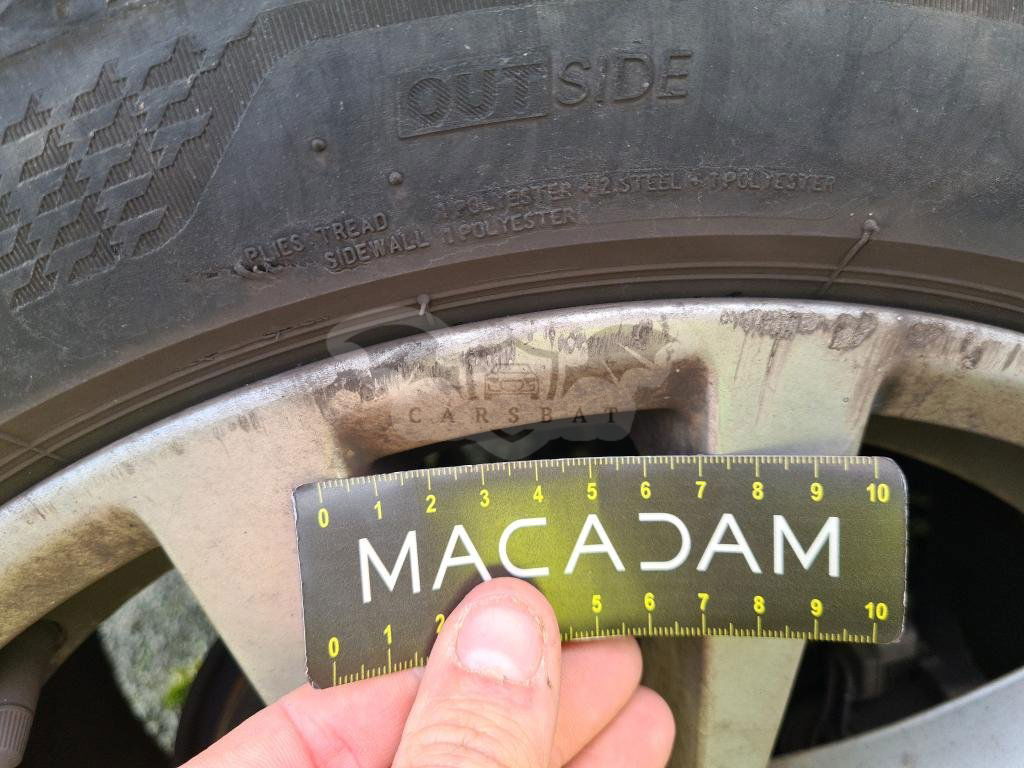 OUTSIDE
PLIES: TREAD 1 POLYESTER + 2 STEEL + 1 POLYESTER
SIDEWALL 1 POLYESTER
CARSBAT
0 1 2 3 4 5 6 7 8 9 10
MACADAM
0 1 2 5 6 7 8 9 10